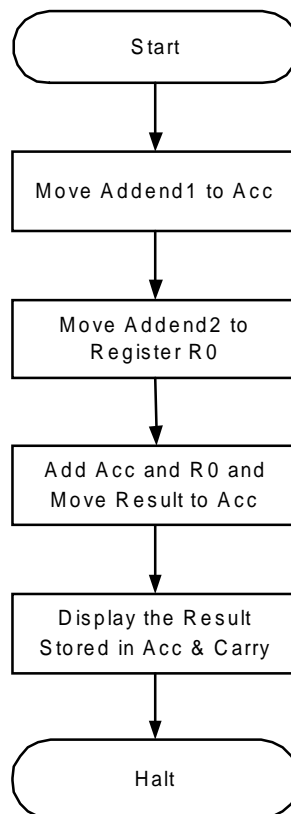 Start
Move Addend1 to Acc
Move Addend2 to
Register R0
Add Acc and R0 and
Move Result to Acc
Display the Result
Stored in Acc & Carry
Halt